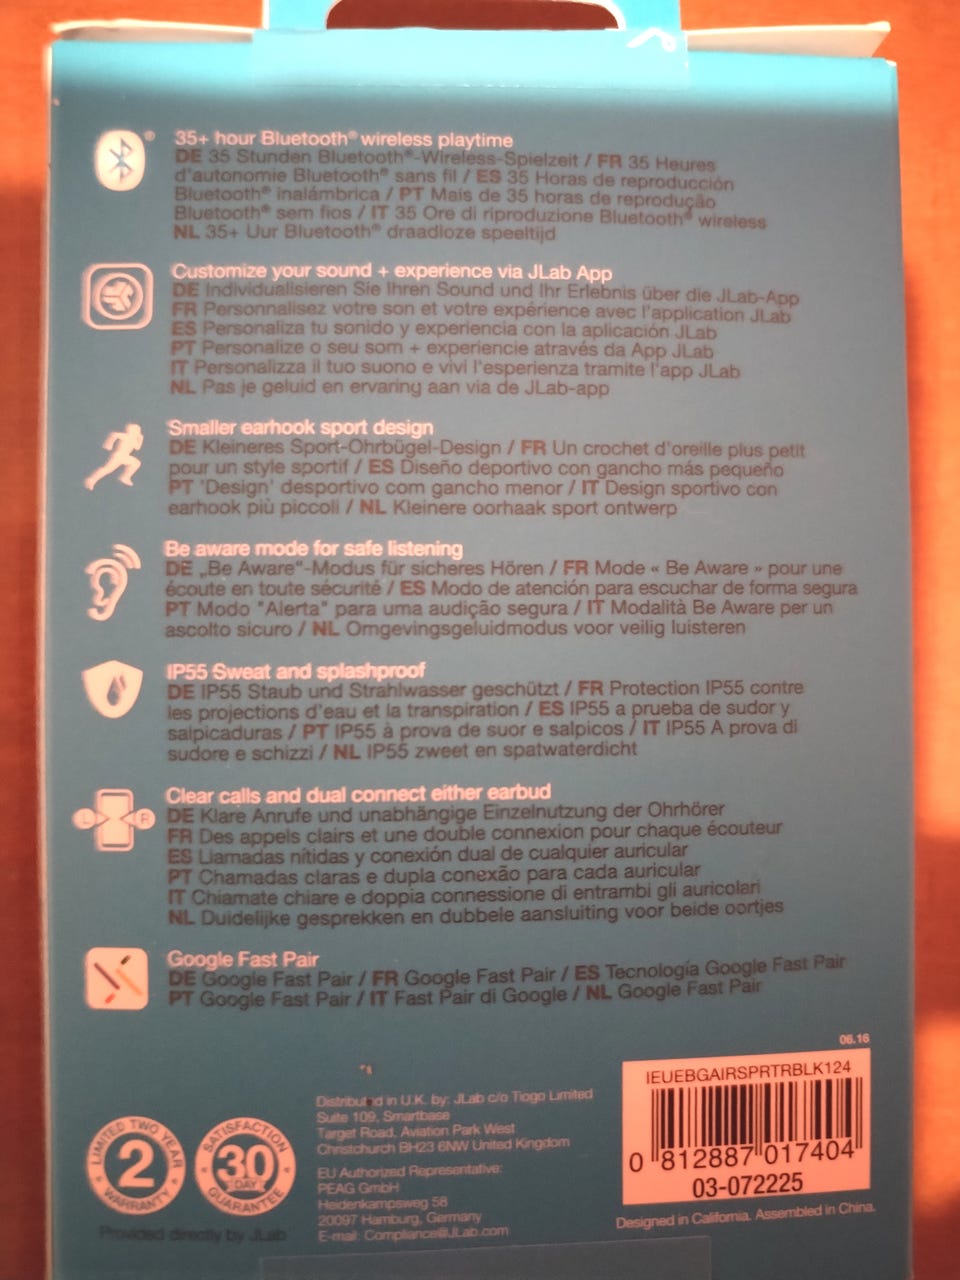 35+ hour Bluetooth® wireless playtime
DE 35 Stunden Bluetooth®-Wireless-Spielzeit / FR 35 Heures
d'autonomie Bluetooth® sans fil / ES 35 Horas de reproducción
Bluetooth® inalámbrica / PT Mais de 35 horas de reprodução
Bluetooth® sem fios / IT 35 Ore di riproduzione Bluetooth® wireless
NL 35+ Uur Bluetooth® draadloze speeltijd
Customize your sound + experience via JLab App
DE Individualisieren Sie Ihren Sound und Ihr Erlebnis über die JLab-App
FR Personnalisez votre son et votre expérience avec l'application JLab
ES Personaliza tu sonido y experiencia con la aplicación JLab
PT Personalize o seu som + experiencie através da App JLab
IT Personalizza il tuo suono e vivi l'esperienza tramite l'app JLab
NL Pas je geluid en ervaring aan via de JLab-app
Smaller earhook sport design
DE Kleineres Sport-Ohrbügel-Design / FR Un crochet d'oreille plus petit
pour un style sportif / ES Diseño deportivo con gancho más pequeño
PT 'Design' desportivo com gancho menor / IT Design sportivo con
earhook più piccoli / NL Kleinere oorhaak sport ontwerp
Be aware mode for safe listening
DE „Be Aware“-Modus für sicheres Hören / FR Mode « Be Aware » pour une
écoute en toute sécurité / ES Modo de atención para escuchar de forma segura
PT Modo "Alerta" para uma audição segura / IT Modalità Be Aware per un
ascolto sicuro / NL Omgevingsgeluidmodus voor veilig luisteren
IP55 Sweat and splashproof
DE IP55 Staub und Strahlwasser geschützt / FR Protection IP55 contre
les projections d'eau et la transpiration / ES IP55 a prueba de sudor y
salpicaduras / PT IP55 à prova de suor e salpicos / IT IP55 A prova di
sudore e schizzi / NL IP55 zweet en spatwaterdicht
Clear calls and dual connect either earbud
L R
DE Klare Anrufe und unabhängige Einzelnutzung der Ohrhörer
FR Des appels clairs et une double connexion pour chaque écouteur
ES Llamadas nítidas y conexión dual de cualquier auricular
PT Chamadas claras e dupla conexão para cada auricular
IT Chiamate chiare e doppia connessione di entrambi gli auricolari
NL Duidelijke gesprekken en dubbele aansluiting voor beide oortjes
Google Fast Pair
DE Google Fast Pair / FR Google Fast Pair / ES Tecnología Google Fast Pair
PT Google Fast Pair / IT Fast Pair di Google / NL Google Fast Pair
06.16
LIMITED TWO YEAR
2
WARRANTY
SATISFACTION
30
DAY
GUARANTEE
Provided directly by JLab
Distributed in U.K. by: JLab c/o Tiogo Limited
Suite 109, Smartbase
Target Road, Aviation Park West
Christchurch BH23 6NW United Kingdom
EU Authorized Representative:
PEAG GmbH
Heidenkampsweg 58
20097 Hamburg, Germany
E-mail: Compliance@JLab.com
IEUEBGAIRSPRTRBLK124
0 812887 017404
03-072225
Designed in California. Assembled in China.